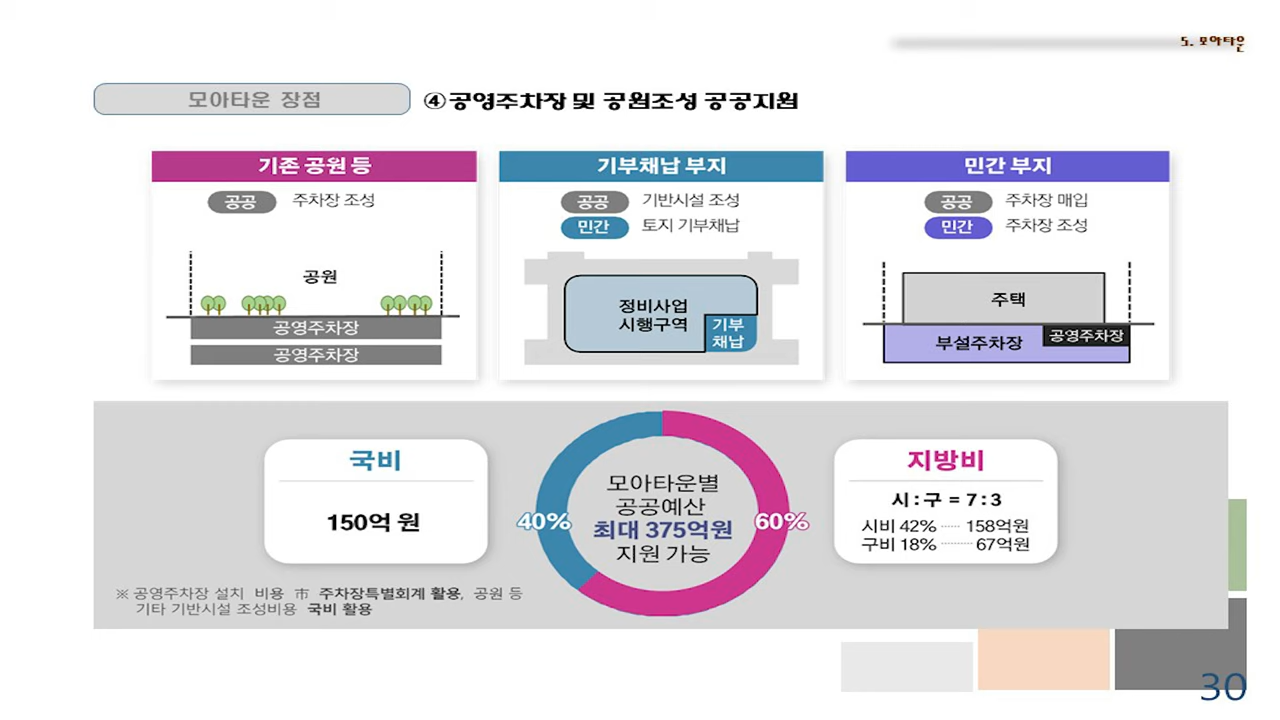 5. 모아타운
모아타운 장점
④공영주차장 및 공원조성 공공지원
기존 공원 등
공공 주차장 조성
공원
공영주차장
공영주차장
기부채납 부지
공공 기반시설 조성
민간 토지 기부채납
정비사업
시행구역
기부
채납
민간 부지
공공 주차장 매입
민간 주차장 조성
주택
부설주차장
공영주차장
국비
150억 원
40%
모아타운별
공공예산
최대 375억원
지원 가능
60%
지방비
시 : 구 = 7 : 3
시비 42% ····· 158억원
구비 18% ········· 67억원
※ 공영주차장 설치 비용 市 주차장특별회계 활용, 공원 등
기타 기반시설 조성비용 국비 활용
30